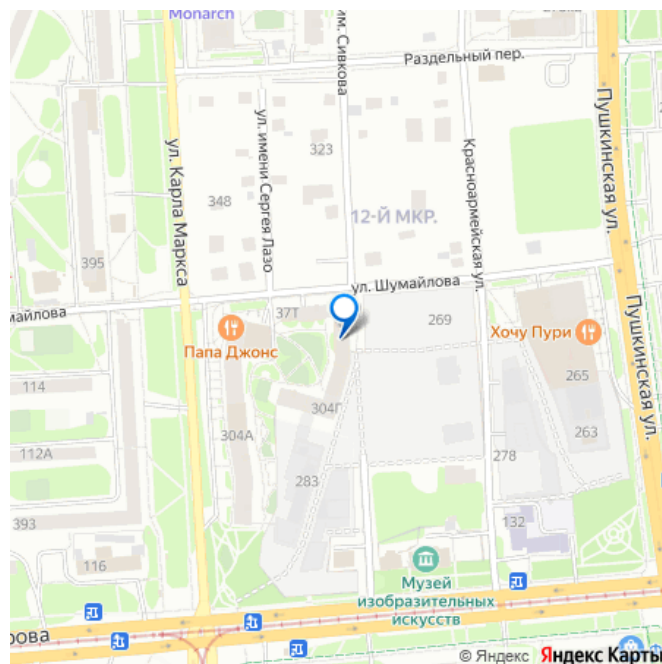 Monarch
Раздельный пер.
им. Сивкова
ул. имени Сергея Лазо
Пушкинская ул.
ул. Карла Маркса
323
348
Красноармейская ул.
12-Й МКР.
395
ул. Шумайлова
майлова
37Т
269
Хочу Пури
Папа Джонс
265
Пушкинская ул.
114
304Г
304А
263
112А
278
283
393
132
116
Музей
изобразительных
искусств
рова
© Яндекс Яндекс Карты